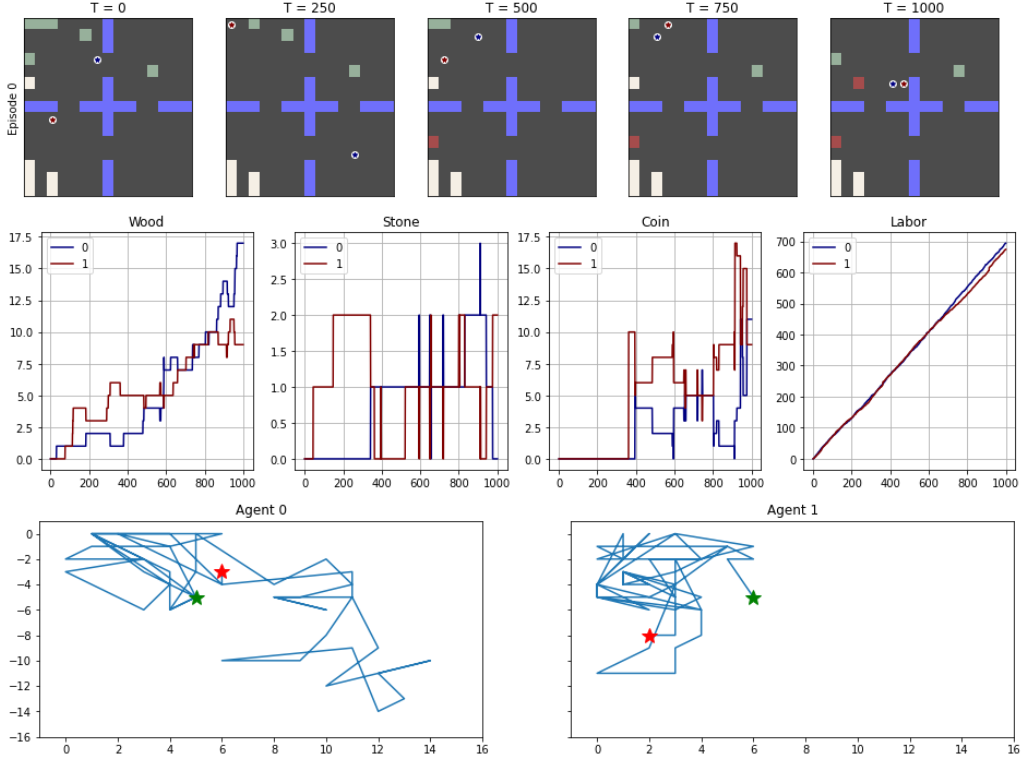 T = 0 T = 250 T = 500 T = 750 T = 1000
Episode 0
Wood Stone Coin Labor
17.5 3.0 17.5 700
0 0 0 0
1 1 1 1
15.0 2.5 15.0 600
12.5 2.0 12.5 500
10.0 1.5 10.0 400
7.5 1.0 7.5 300
5.0 0.5 5.0 200
2.5 0.0 2.5 100
0.0 0.0 0
0 200 400 600 800 1000 0 200 400 600 800 1000 0 200 400 600 800 1000 0 200 400 600 800 1000
Agent 0 Agent 1
0
−2
−4
−6
−8
−10
−12
−14
−16
0 2 4 6 8 10 12 14 16 0 2 4 6 8 10 12 14 16